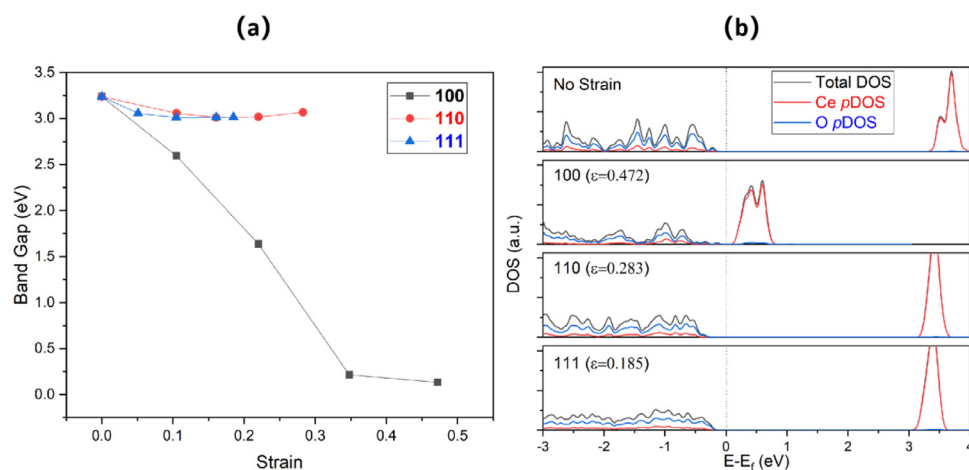 (a)
3.5
3.0
2.5
2.0
1.5
1.0
0.5
0.0
Band Gap (eV)
0.0 0.1 0.2 0.3 0.4 0.5
Strain
100
110
111
(b)
No Strain
Total DOS
Ce pDOS
O pDOS
100 (ε=0.472)
110 (ε=0.283)
111 (ε=0.185)
DOS (a.u.)
-3 -2 -1 0 1 2 3 4
E-Ef (eV)